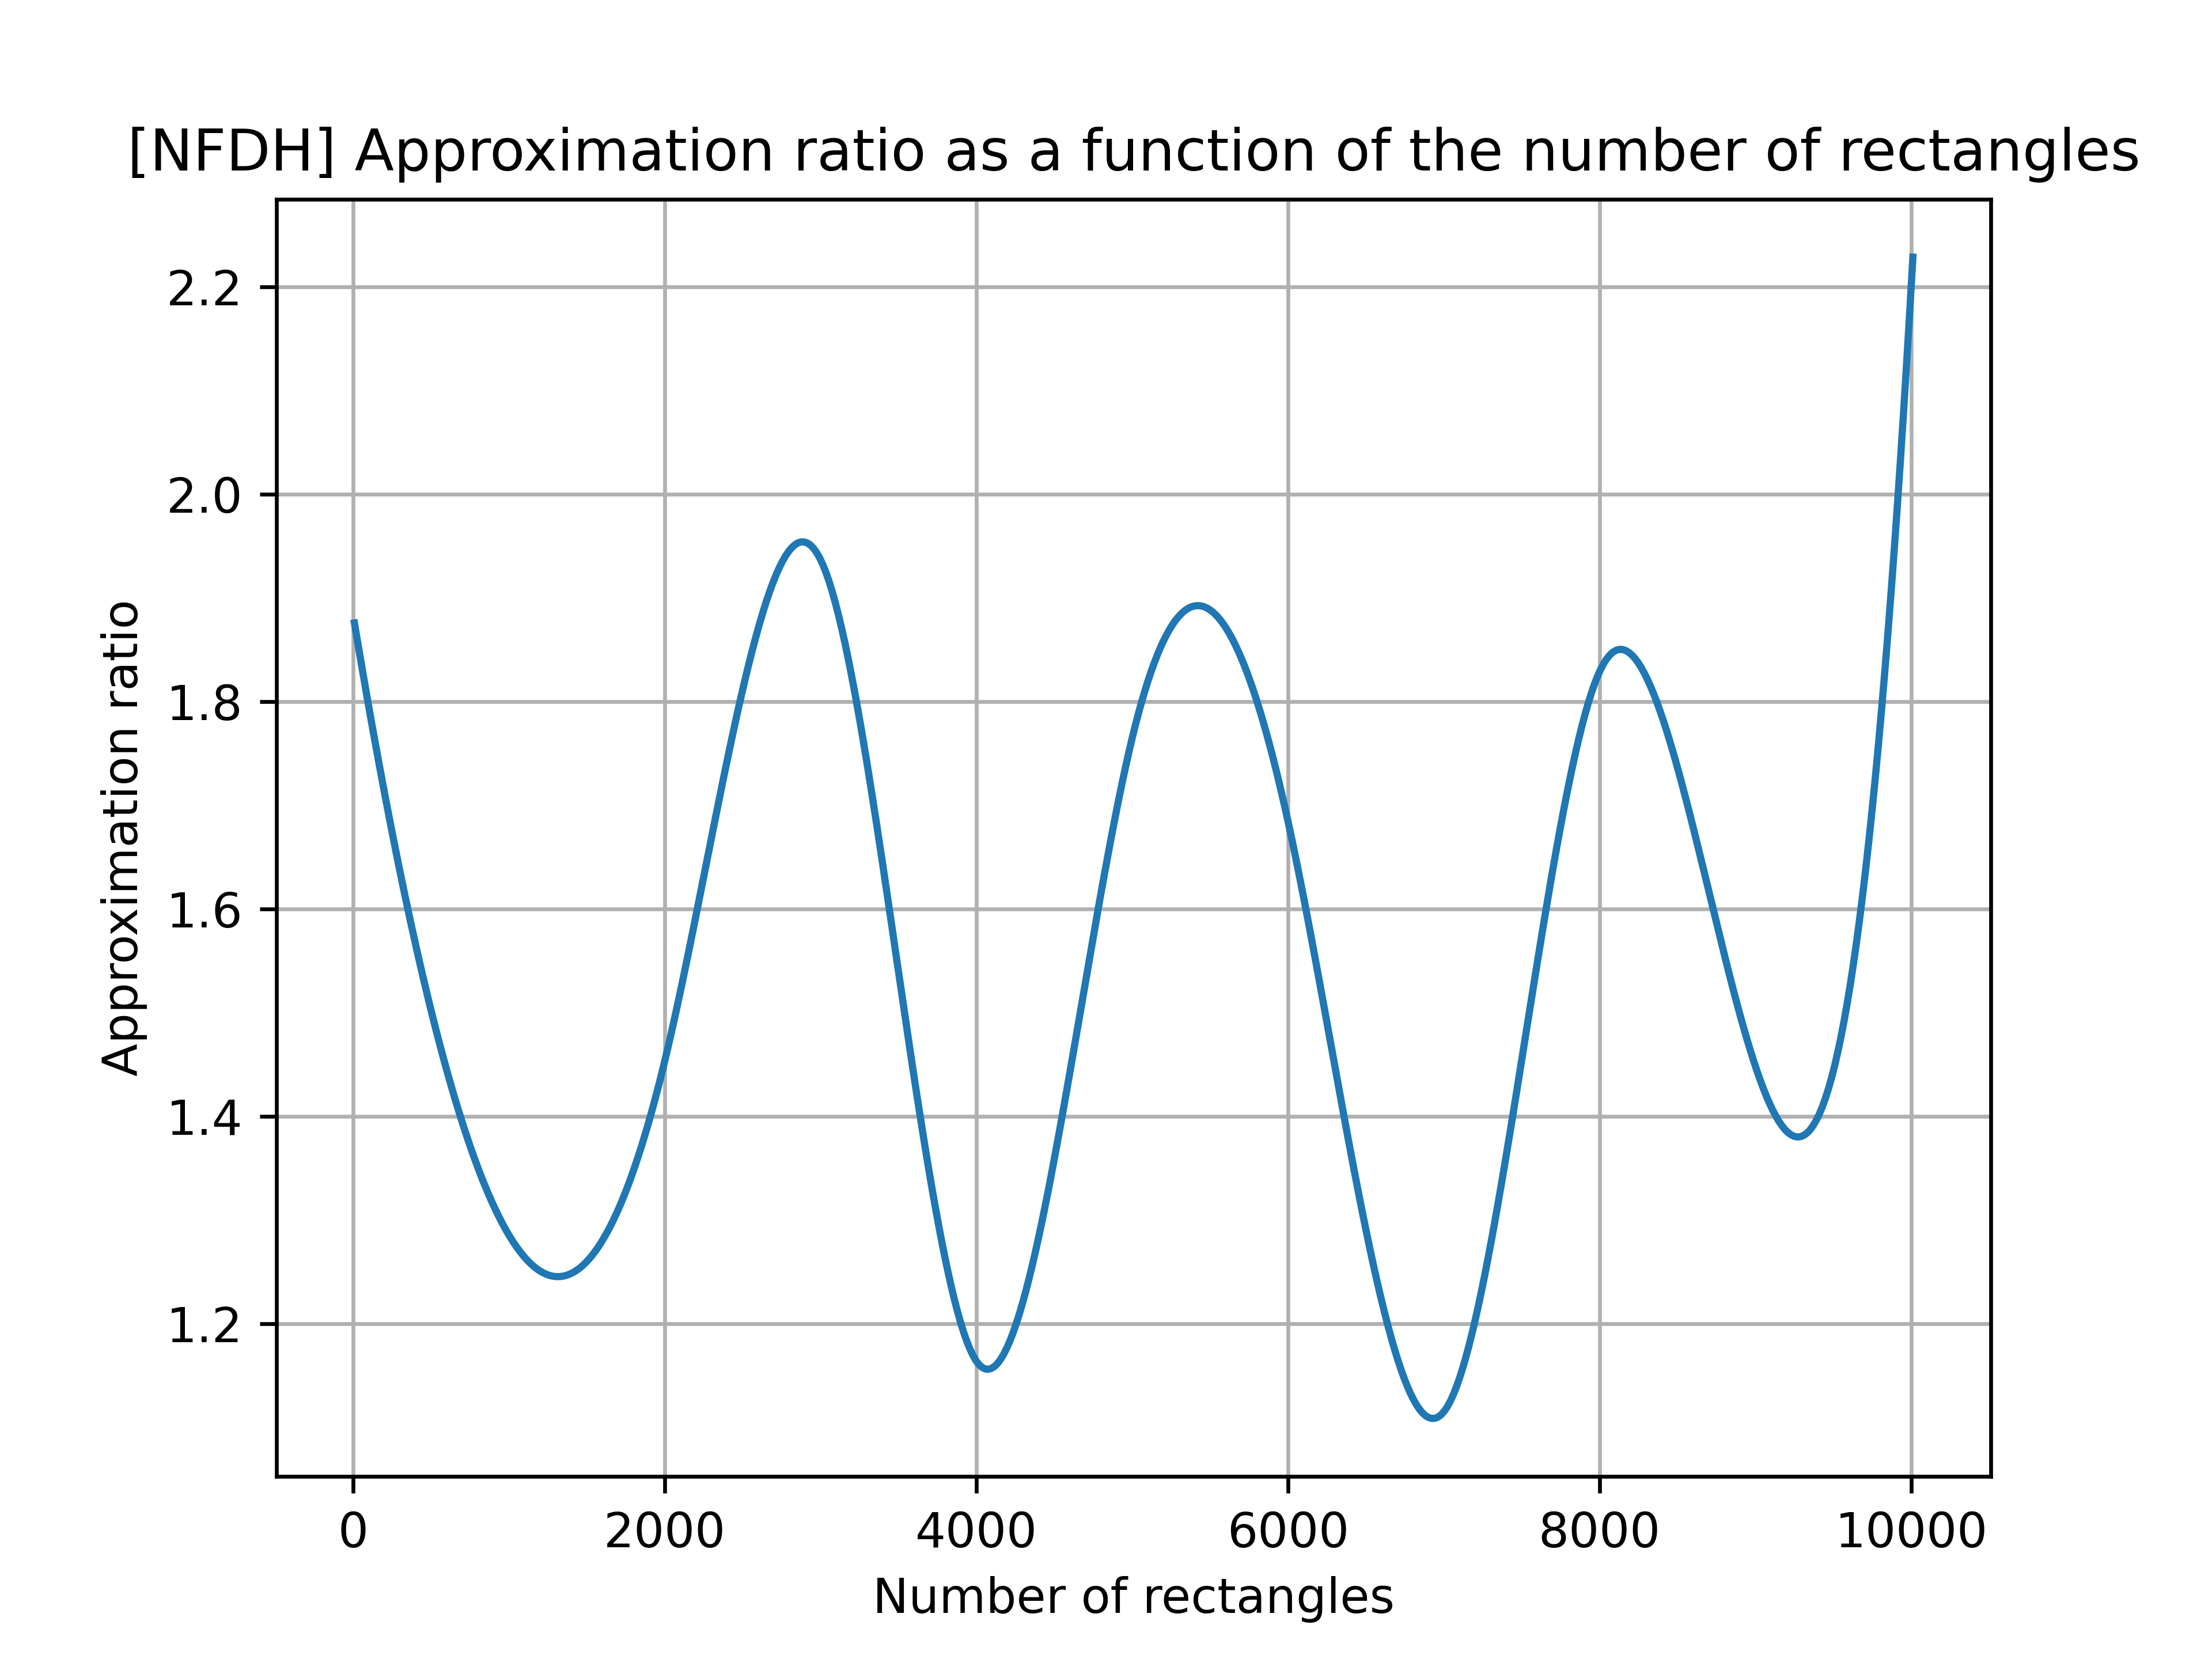 [NFDH] Approximation ratio as a function of the number of rectangles
2.2
2.0
1.8
1.6
1.4
1.2
Approximation ratio
0 2000 4000 6000 8000 10000
Number of rectangles